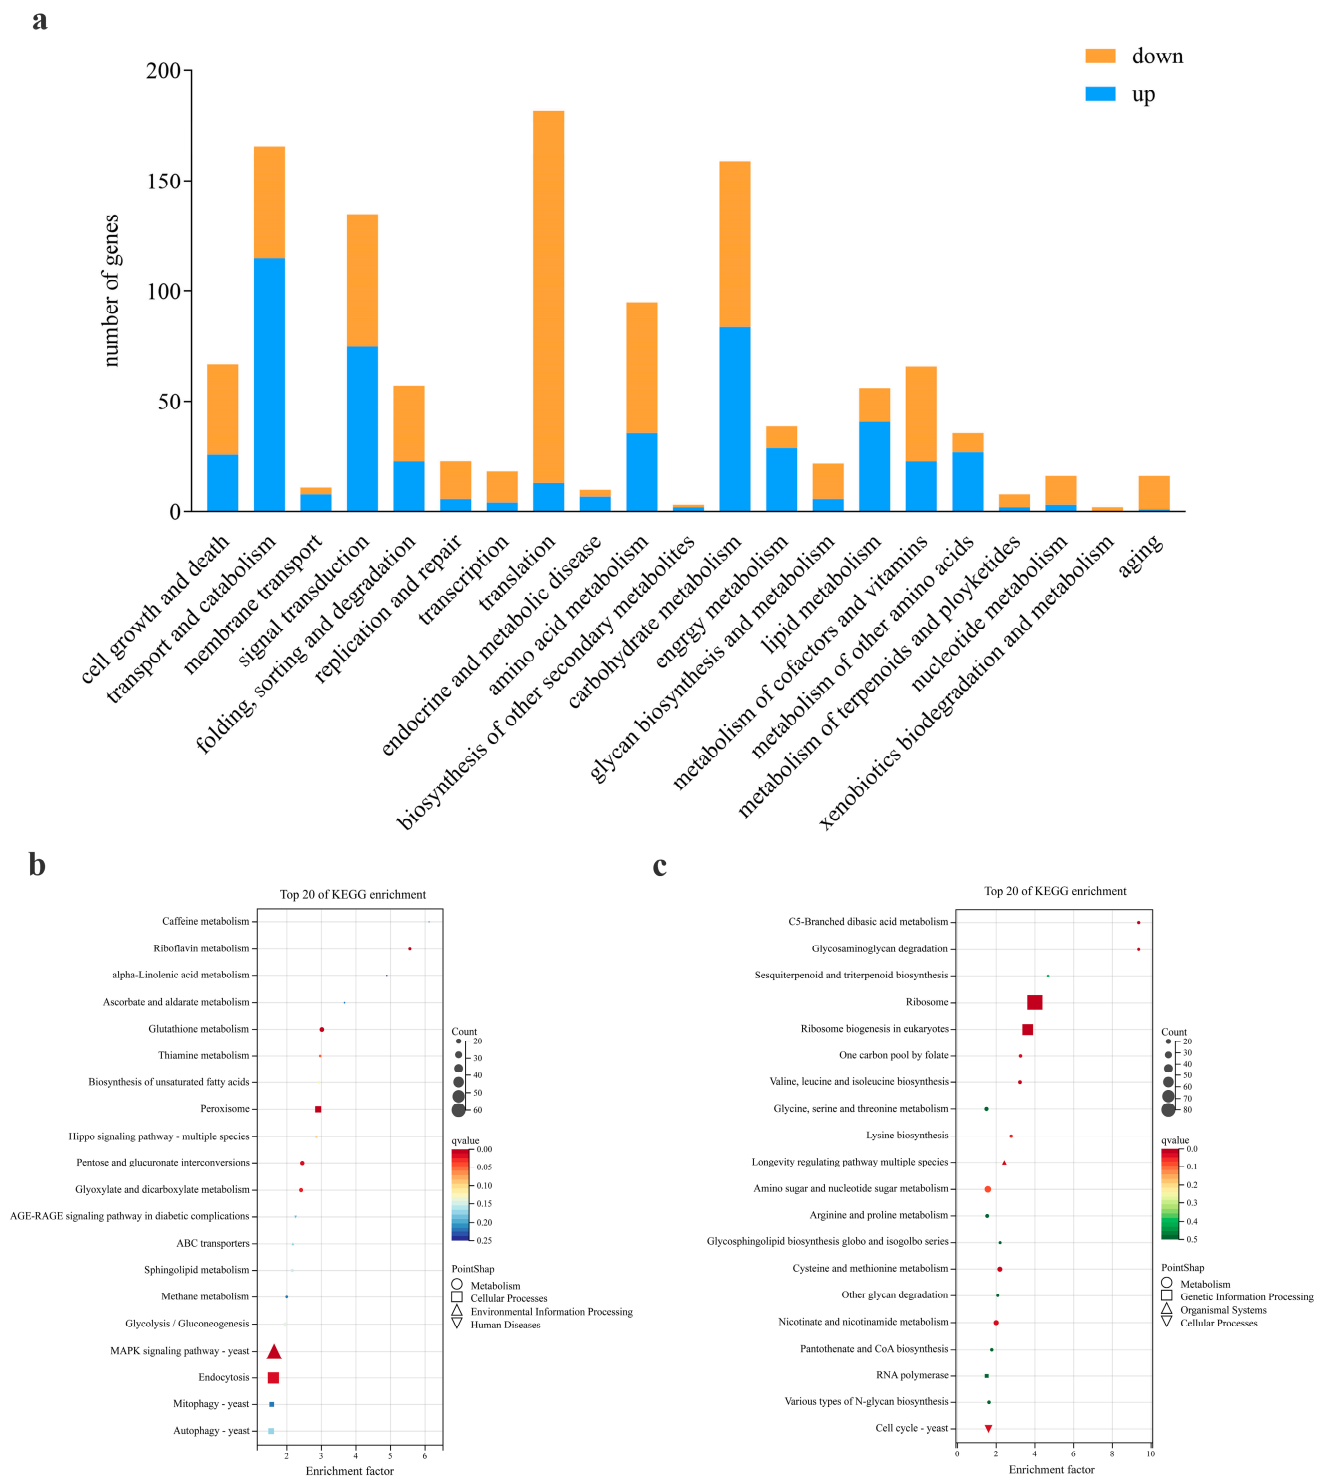 a
down
up
200
150
100
50
0
number of genes
cell growth and death
transport and catabolism
membrane transport
signal transduction
folding, sorting and degradation
replication and repair
transcription
translation
endocrine and metabolic disease
amino acid metabolism
biosynthesis of other secondary metabolites
carbohydrate metabolism
engrgy metabolism
glycan biosynthesis and metabolism
lipid metabolism
metabolism of cofactors and vitamins
metabolism of other amino acids
metabolism of terpenoids and ploy/ketides
nucleotide metabolism
xenobiotics biodegradation and metabolism
aging
b
Top 20 of KEGG enrichment
Caffeine metabolism
Riboflavin metabolism
alpha-Linolenic acid metabolism
Ascorbate and aldarate metabolism
Glutathione metabolism
Thiamine metabolism
Biosynthesis of unsaturated fatty acids
Peroxisome
Hippo signaling pathway - multiple species
Pentose and glucuronate interconversions
Glyoxylate and dicarboxylate metabolism
AGE-RAGE signaling pathway in diabetic complications
ABC transporters
Sphingolipid metabolism
Methane metabolism
Glycolysis / Gluconeogenesis
MAPK signaling pathway - yeast
Endocytosis
Mitophagy - yeast
Autophagy - yeast
2 3 4 5 6
Enrichment factor
Count
20
30
40
50
60
qvalue
0.00
0.05
0.10
0.15
0.20
0.25
PointShap
Metabolism
Cellular Processes
Environmental Information Processing
Human Diseases
c
Top 20 of KEGG enrichment
C5-Branched dibasic acid metabolism
Glycosaminoglycan degradation
Sesquiterpenoid and triterpenoid biosynthesis
Ribosome
Ribosome biogenesis in eukaryotes
One carbon pool by folate
Valine, leucine and isoleucine biosynthesis
Glycine, serine and threonine metabolism
Lysine biosynthesis
Longevity regulating pathway multiple species
Amino sugar and nucleotide sugar metabolism
Arginine and proline metabolism
Glycosphingolipid biosynthesis globo and isogolbo series
Cysteine and methionine metabolism
Other glycan degradation
Nicotinate and nicotinamide metabolism
Pantothenate and CoA biosynthesis
RNA polymerase
Various types of N-glycan biosynthesis
Cell cycle - yeast
0 2 4 6 8 10
Enrichment factor
Count
20
30
40
50
60
70
80
qvalue
0.0
0.1
0.2
0.3
0.4
0.5
PointShap
Metabolism
Genetic Information Processing
Organismal Systems
Cellular Processes